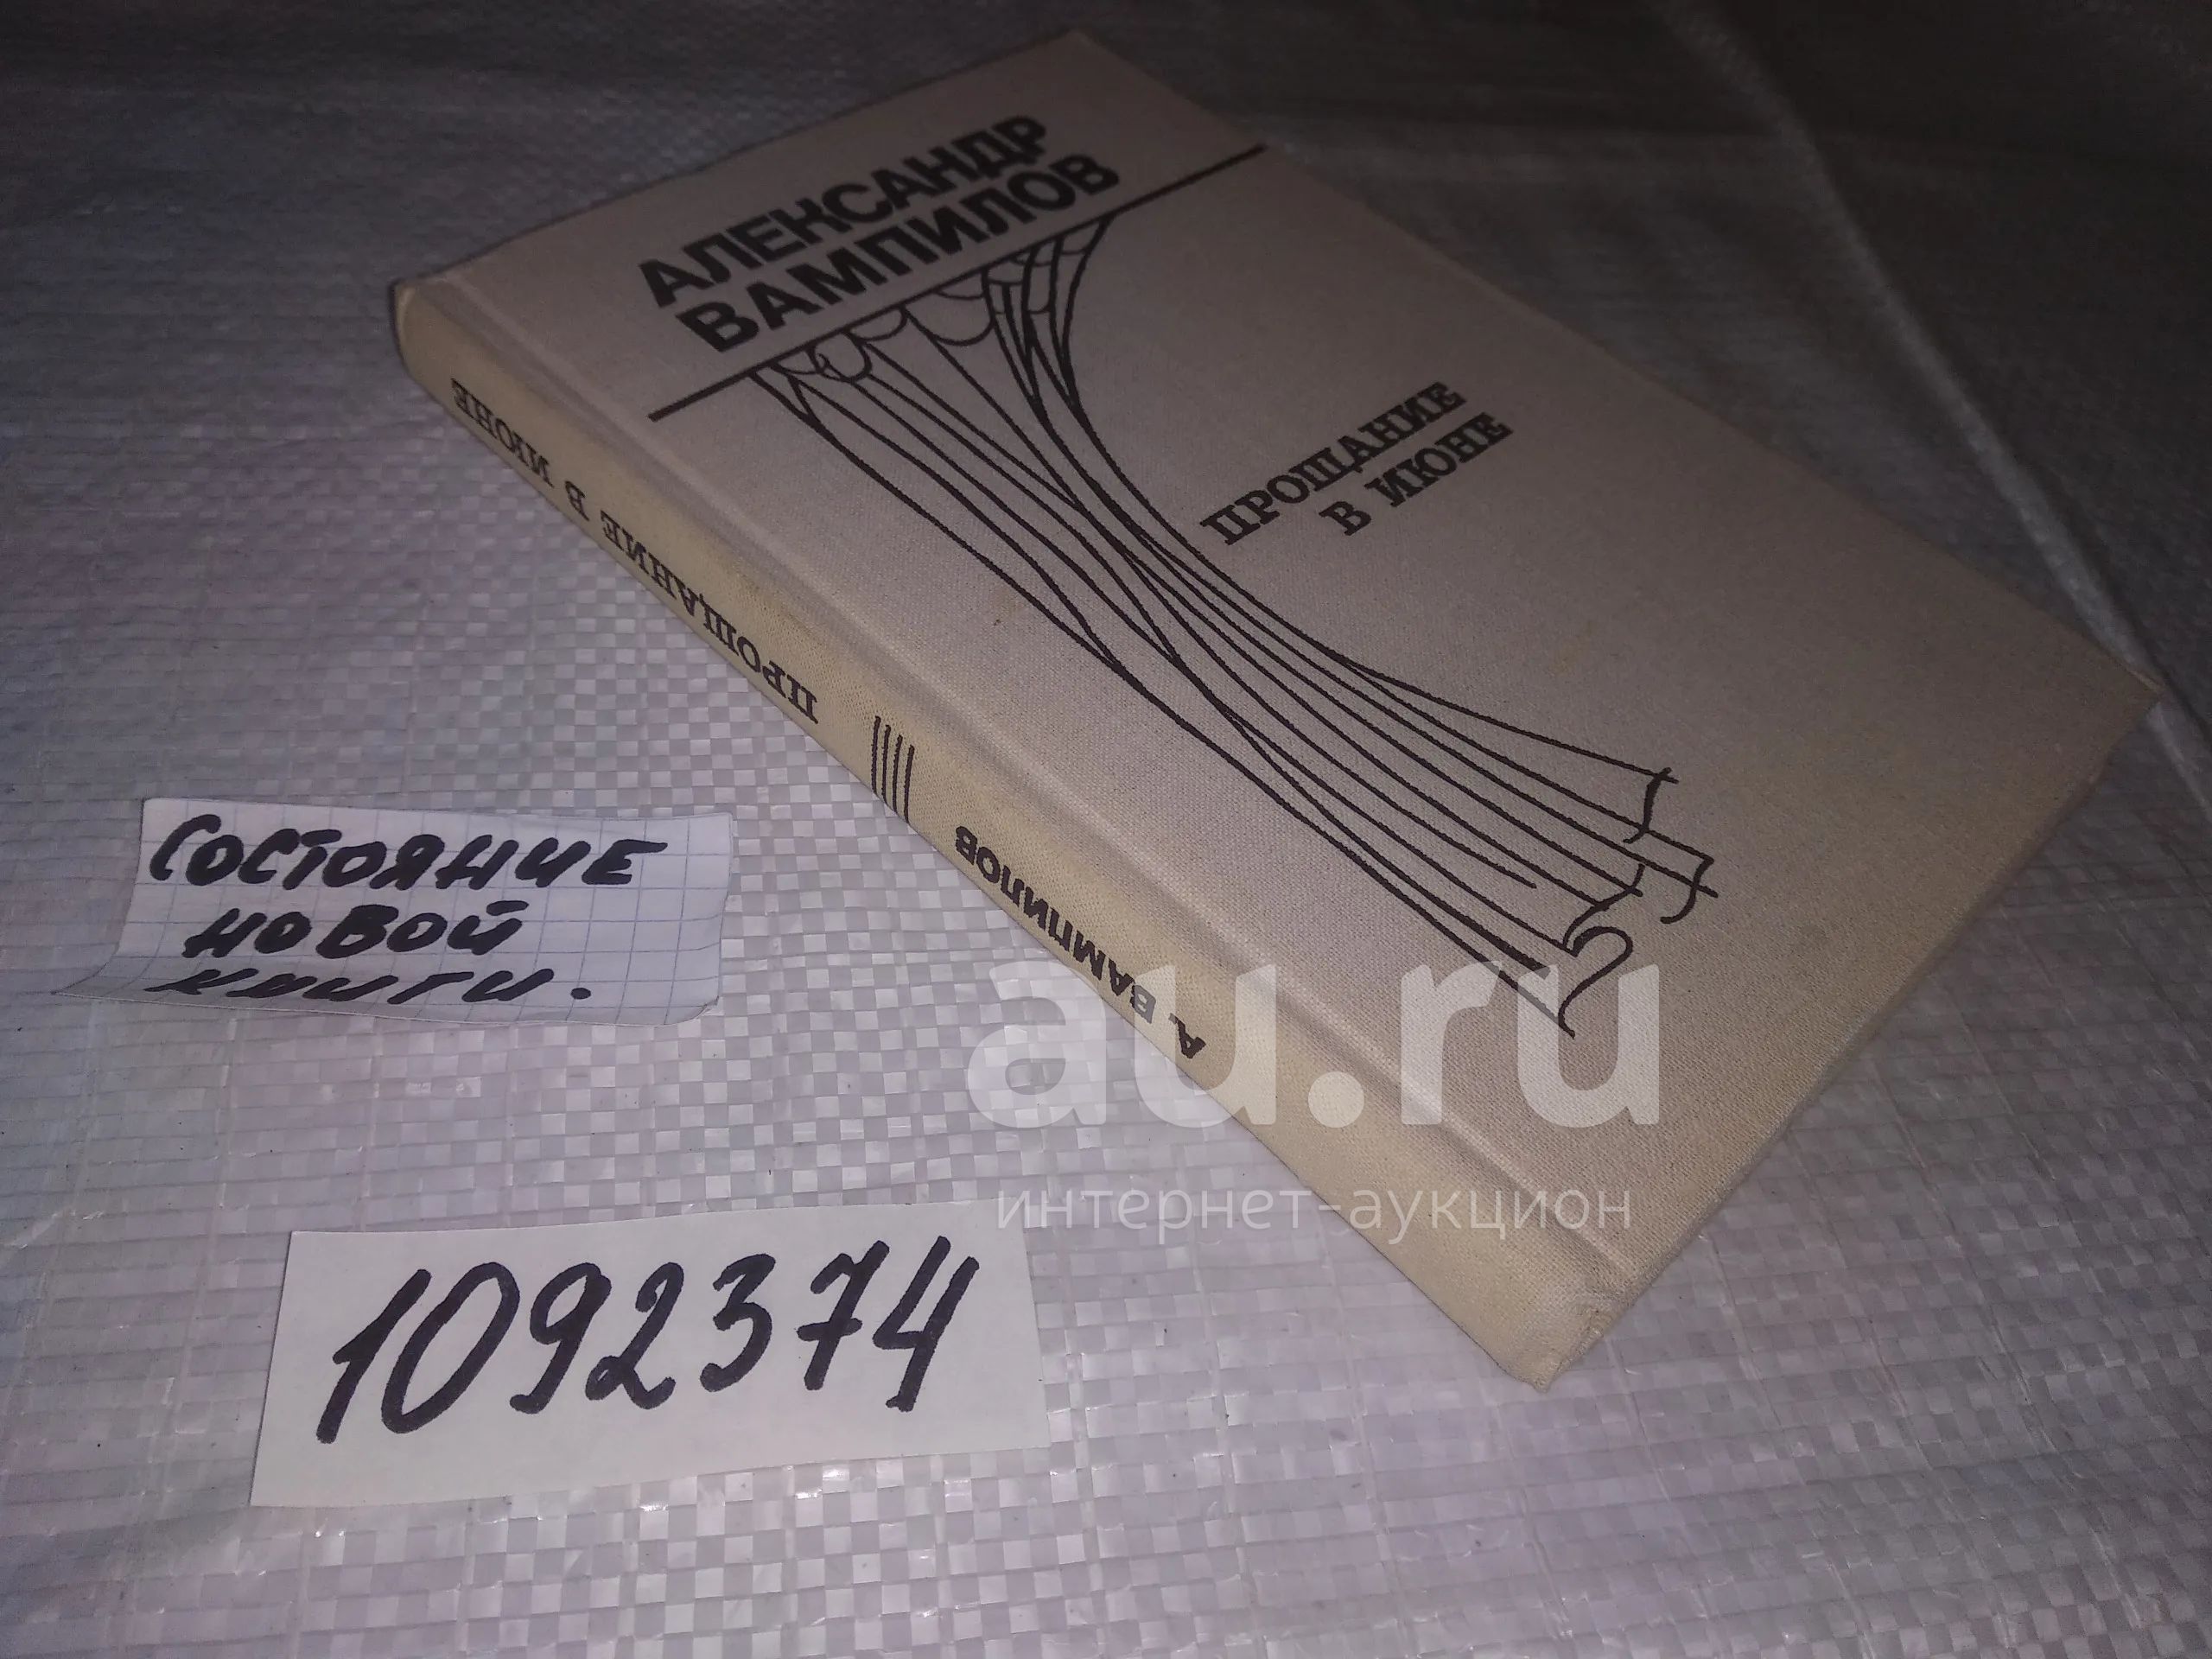 АЛЕКСАНДР
ВАМПИЛОВ
ПРОЩАНИЕ
В ИЮНЕ
А. ВАМПИЛОВ
ПРОЩАНИЕ В ИЮНЕ
СОСТОЯНИЕ
НОВОЙ
КНИГИ.
1092374
au.ru
интернет-аукцион